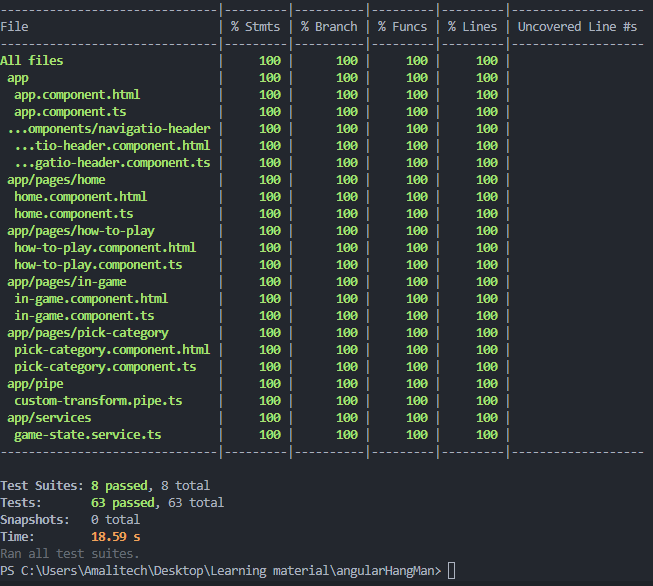 -------------------------------|---------|----------|---------|---------|-------------------
File                           | % Stmts | % Branch | % Funcs | % Lines | Uncovered Line #s
-------------------------------|---------|----------|---------|---------|-------------------
All files                      |     100 |      100 |     100 |     100 |
 app                           |     100 |      100 |     100 |     100 |
  app.component.html           |     100 |      100 |     100 |     100 |
  app.component.ts             |     100 |      100 |     100 |     100 |
 ...omponents/navigatio-header |     100 |      100 |     100 |     100 |
  ...tio-header.component.html |     100 |      100 |     100 |     100 |
  ...gatio-header.component.ts |     100 |      100 |     100 |     100 |
 app/pages/home                |     100 |      100 |     100 |     100 |
  home.component.html          |     100 |      100 |     100 |     100 |
  home.component.ts            |     100 |      100 |     100 |     100 |
 app/pages/how-to-play         |     100 |      100 |     100 |     100 |
  how-to-play.component.html   |     100 |      100 |     100 |     100 |
  how-to-play.component.ts     |     100 |      100 |     100 |     100 |
 app/pages/in-game             |     100 |      100 |     100 |     100 |
  in-game.component.html       |     100 |      100 |     100 |     100 |
  in-game.component.ts         |     100 |      100 |     100 |     100 |
 app/pages/pick-category       |     100 |      100 |     100 |     100 |
  pick-category.component.html |     100 |      100 |     100 |     100 |
  pick-category.component.ts   |     100 |      100 |     100 |     100 |
 app/pipe                      |     100 |      100 |     100 |     100 |
  custom-transform.pipe.ts     |     100 |      100 |     100 |     100 |
 app/services                  |     100 |      100 |     100 |     100 |
  game-state.service.ts        |     100 |      100 |     100 |     100 |
-------------------------------|---------|----------|---------|---------|-------------------
Test Suites: 8 passed, 8 total
Tests:       63 passed, 63 total
Snapshots:   0 total
Time:        18.59 s
Ran all test suites.
PS C:\Users\Amalitech\Desktop\Learning material\angularHangMan>